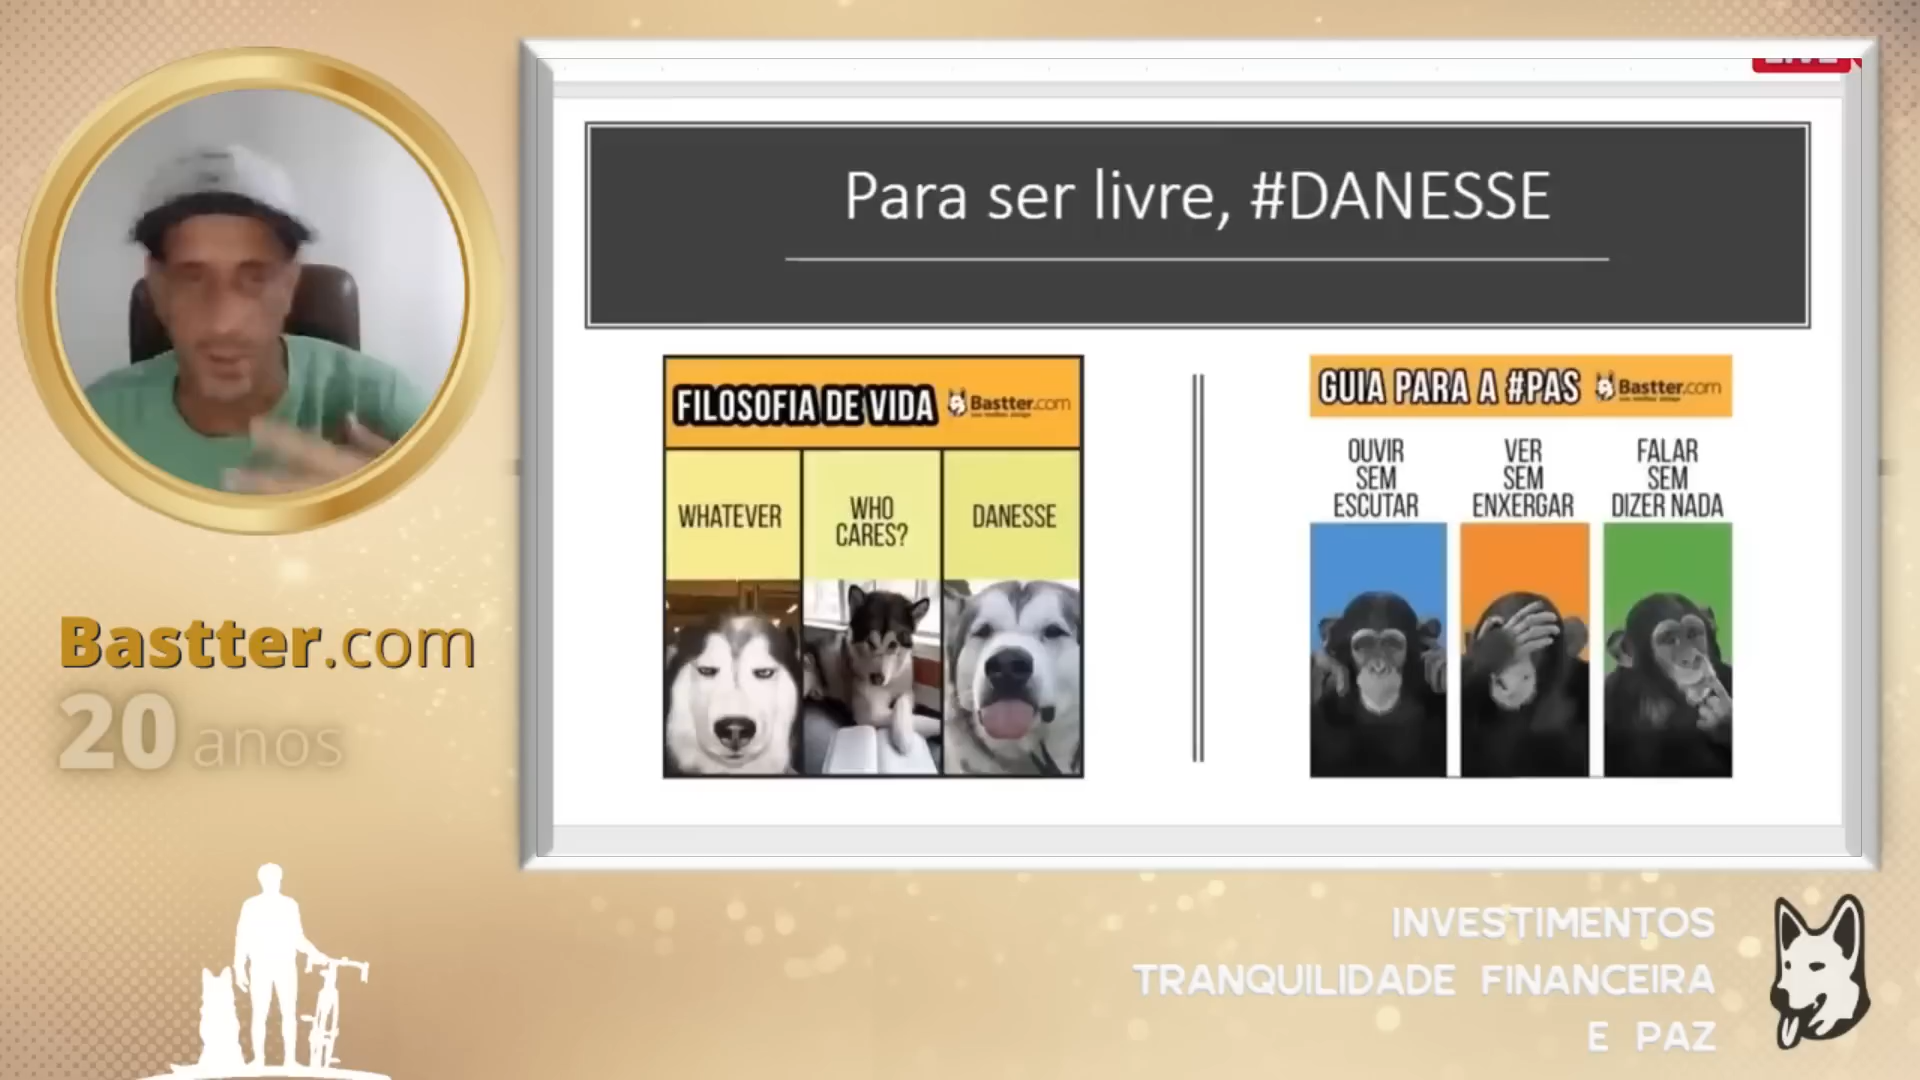 LIVE
Para ser livre, #DANESSE
FILOSOFIA DE VIDA Bastter.com
WHATEVER
WHO
CARES?
DANESSE
GUIA PARA A #PAS Bastter.com
OUVIR
SEM
ESCUTAR
VER
SEM
ENXERGAR
FALAR
SEM
DIZER NADA
Bastter.com
20 anos
INVESTIMENTOS
TRANQUILIDADE FINANCEIRA
E PAZ